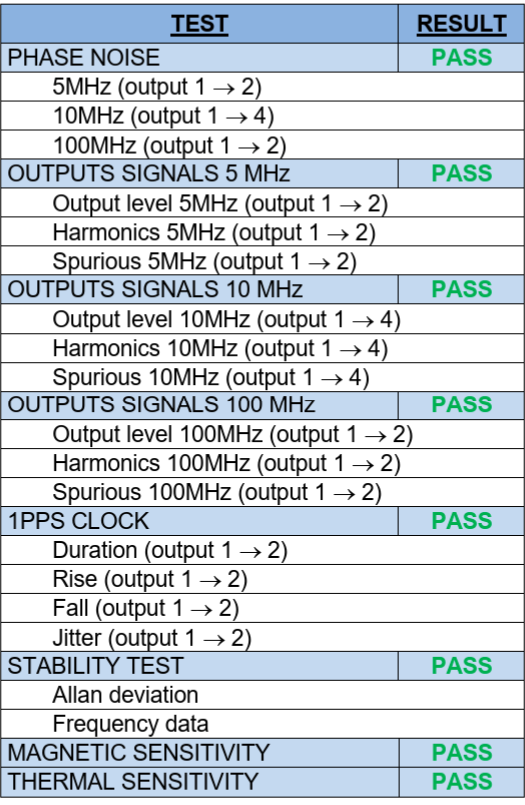 TEST RESULT
PHASE NOISE PASS
5MHz (output 1 → 2)
10MHz (output 1 → 4)
100MHz (output 1 → 2)
OUTPUTS SIGNALS 5 MHz PASS
Output level 5MHz (output 1 → 2)
Harmonics 5MHz (output 1 → 2)
Spurious 5MHz (output 1 → 2)
OUTPUTS SIGNALS 10 MHz PASS
Output level 10MHz (output 1 → 4)
Harmonics 10MHz (output 1 → 4)
Spurious 10MHz (output 1 → 4)
OUTPUTS SIGNALS 100 MHz PASS
Output level 100MHz (output 1 → 2)
Harmonics 100MHz (output 1 → 2)
Spurious 100MHz (output 1 → 2)
1PPS CLOCK PASS
Duration (output 1 → 2)
Rise (output 1 → 2)
Fall (output 1 → 2)
Jitter (output 1 → 2)
STABILITY TEST PASS
Allan deviation
Frequency data
MAGNETIC SENSITIVITY PASS
THERMAL SENSITIVITY PASS